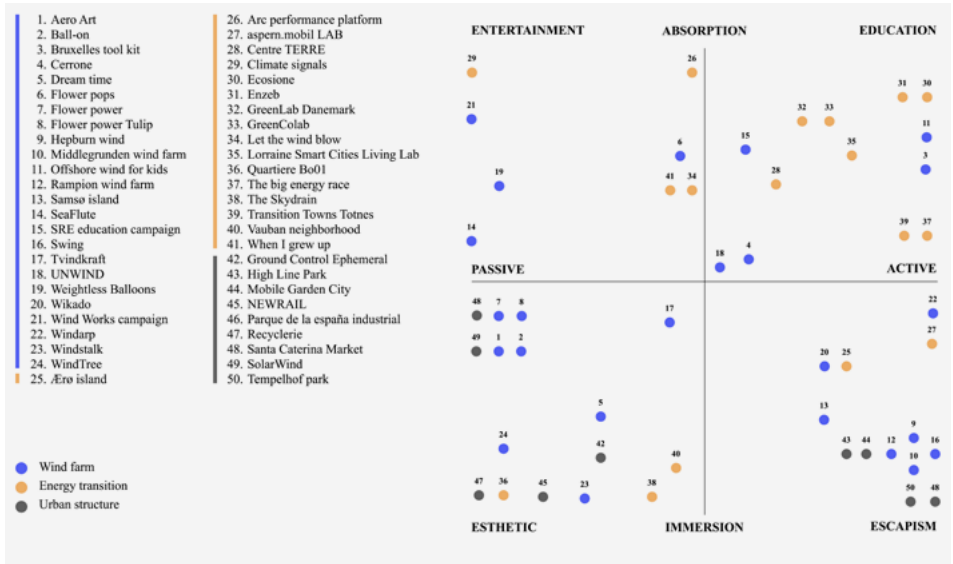 1. Aero Art
2. Ball-on
3. Bruxelles tool kit
4. Cerrone
5. Dream time
6. Flower pops
7. Flower power
8. Flower power Tulip
9. Hepburn wind
10. Middlegrunden wind farm
11. Offshore wind for kids
12. Rampion wind farm
13. Samsø island
14. SeaFlute
15. SRE education campaign
16. Swing
17. Tvindkraft
18. UNWIND
19. Weightless Balloons
20. Wikado
21. Wind Works campaign
22. Windarp
23. Windstalk
24. WindTree
25. Ærø island
26. Arc performance platform
27. aspern.mobil LAB
28. Centre TERRE
29. Climate signals
30. Ecosione
31. Enzeb
32. GreenLab Danemark
33. GreenColab
34. Let the wind blow
35. Lorraine Smart Cities Living Lab
36. Quartiere Bo01
37. The big energy race
38. The Skydrain
39. Transition Towns Totnes
40. Vauban neighborhood
41. When I grew up
42. Ground Control Ephemeral
43. High Line Park
44. Mobile Garden City
45. NEWRAIL
46. Parque de la españa industrial
47. Recyclerie
48. Santa Caterina Market
49. SolarWind
50. Tempelhof park
Wind farm
Energy transition
Urban structure
ENTERTAINMENT ABSORPTION EDUCATION
29 26
31 30
21 32 33
11
6 15 35
3
19 41 34 28
14 39 37
18 4
PASSIVE ACTIVE
48 7 8 17 22
27
49 1 2 20 25
5 13
24 42 9
43 44 12 16
40 10
47 36 45 23 38 50 48
ESTHETIC IMMERSION ESCAPISM